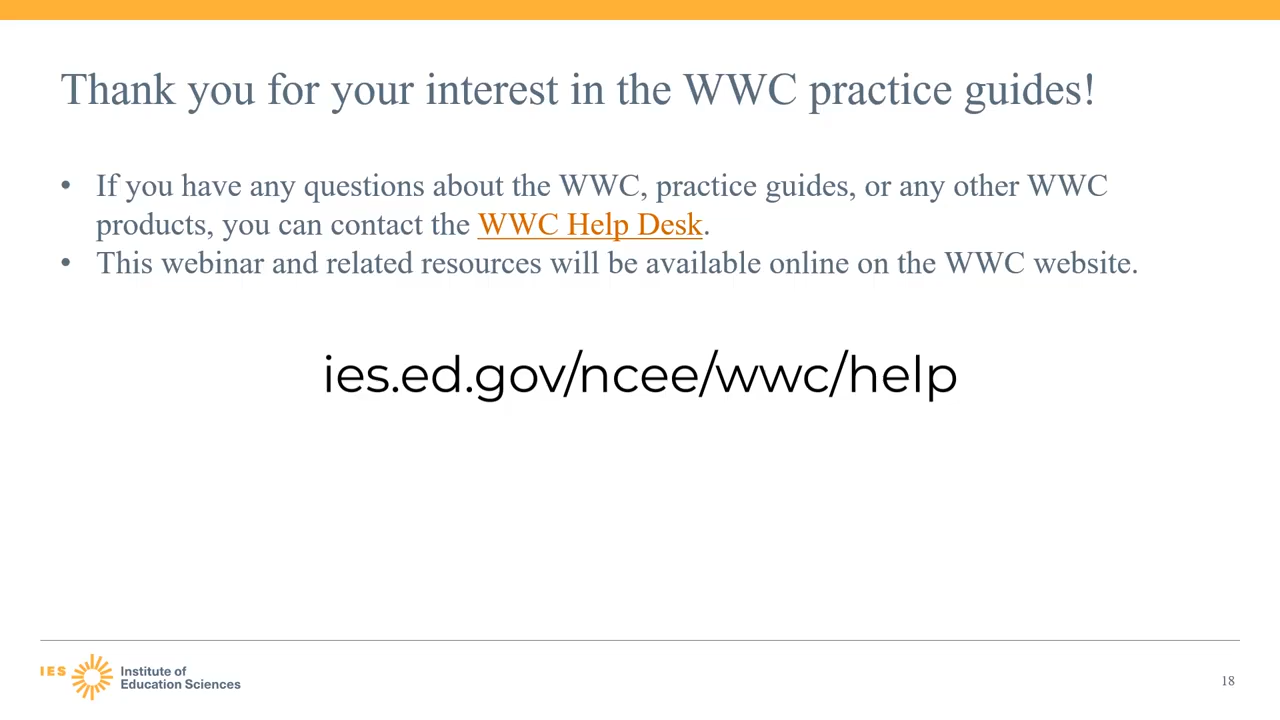 Thank you for your interest in the WWC practice guides!
• If you have any questions about the WWC, practice guides, or any other WWC
products, you can contact the WWC Help Desk.
• This webinar and related resources will be available online on the WWC website.
ies.ed.gov/ncee/wwc/help
IES
Institute of
Education Sciences
18